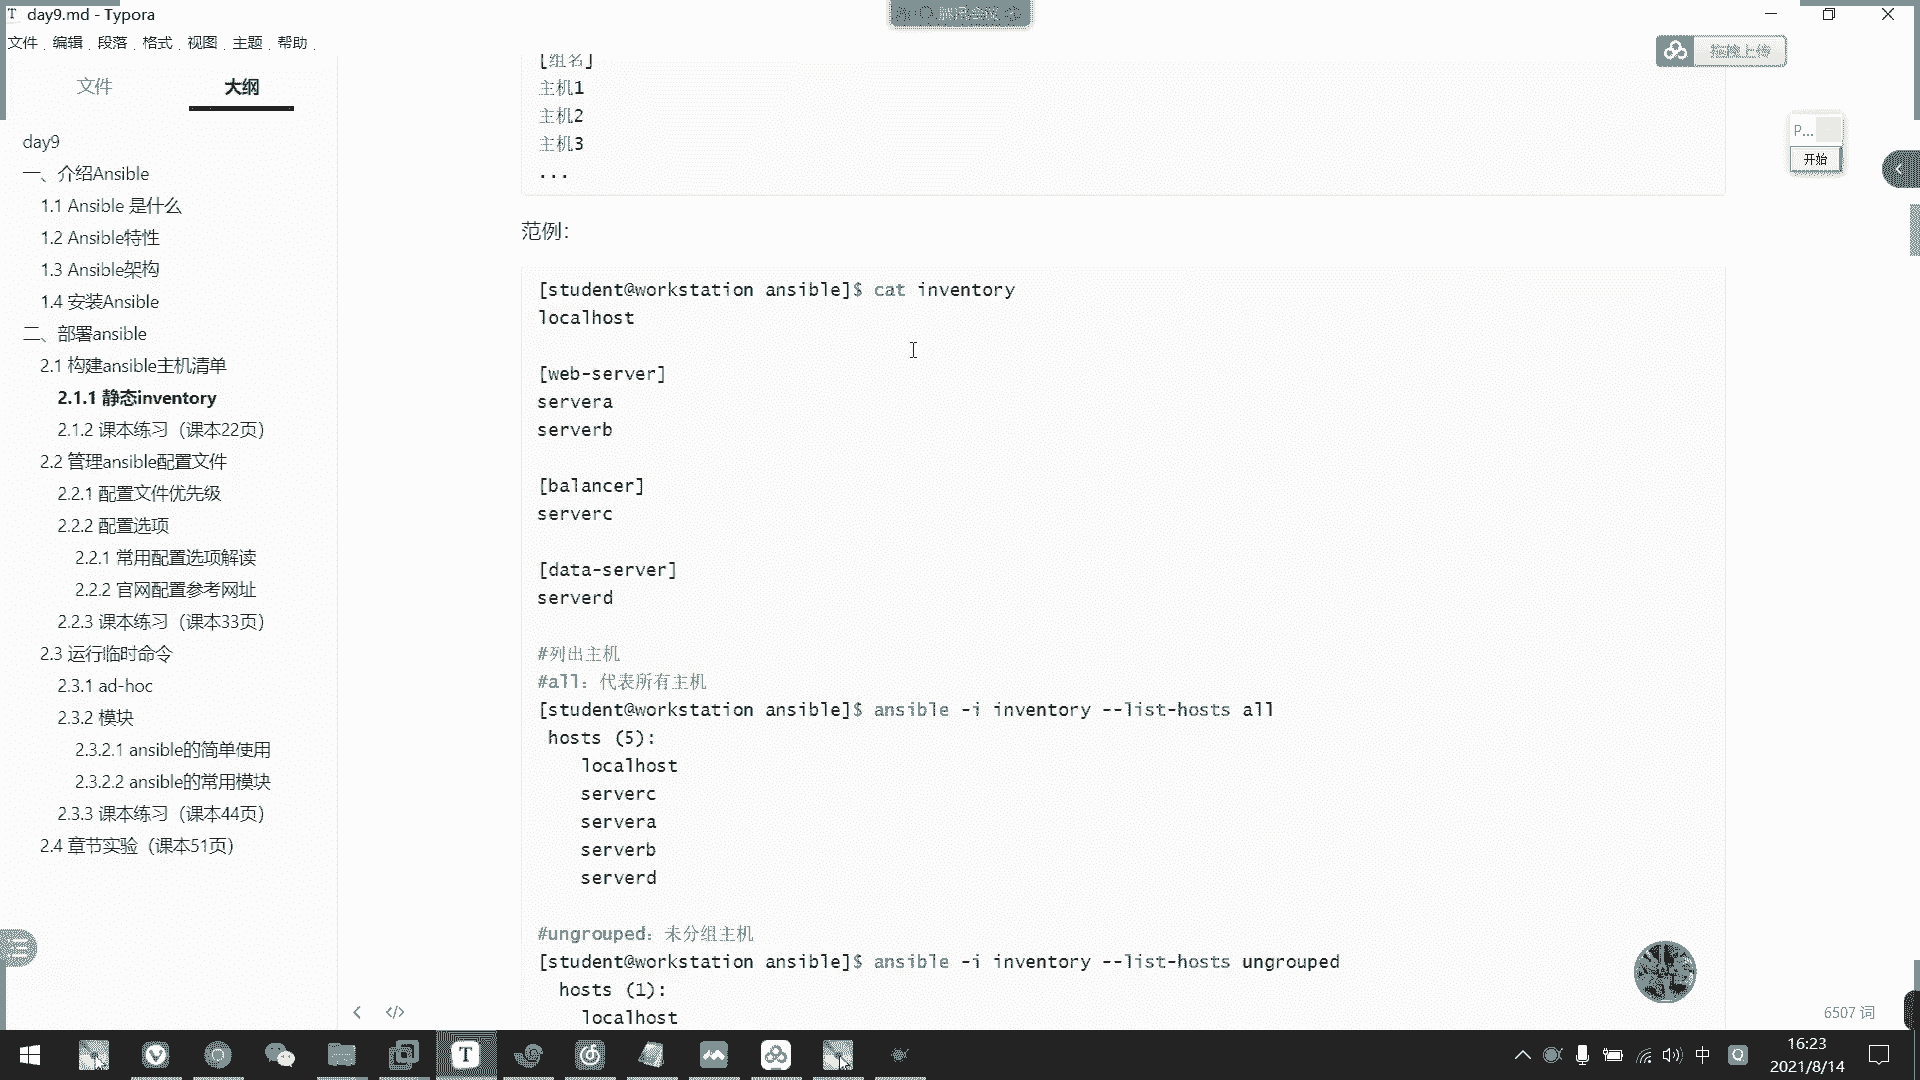 day9.md - Typora
文件 编辑 段落 格式 视图 主题 帮助
拖拽上传
文件 大纲
day9
一、介绍Ansible
1.1 Ansible 是什么
1.2 Ansible特性
1.3 Ansible架构
1.4 安装Ansible
二、部署ansible
2.1 构建ansible主机清单
2.1.1 静态inventory
2.1.2 课本练习（课本22页）
2.2 管理ansible配置文件
2.2.1 配置文件优先级
2.2.2 配置选项
2.2.1 常用配置选项解读
2.2.2 官网配置参考网址
2.2.3 课本练习（课本33页）
2.3 运行临时命令
2.3.1 ad-hoc
2.3.2 模块
2.3.2.1 ansible的简单使用
2.3.2.2 ansible的常用模块
2.3.3 课本练习（课本44页）
2.4 章节实验（课本51页）
[组名]
主机1
主机2
主机3
...
范例：
[student@workstation ansible]$ cat inventory
localhost
[web-server]
servera
serverb
[balancer]
serverc
[data-server]
serverd
#列出主机
#all：代表所有主机
[student@workstation ansible]$ ansible -i inventory --list-hosts all
hosts (5):
localhost
serverc
servera
serverb
serverd
#ungrouped：未分组主机
[student@workstation ansible]$ ansible -i inventory --list-hosts ungrouped
hosts (1):
localhost
P...
开始
6507 词
中
16:23
2021/8/14